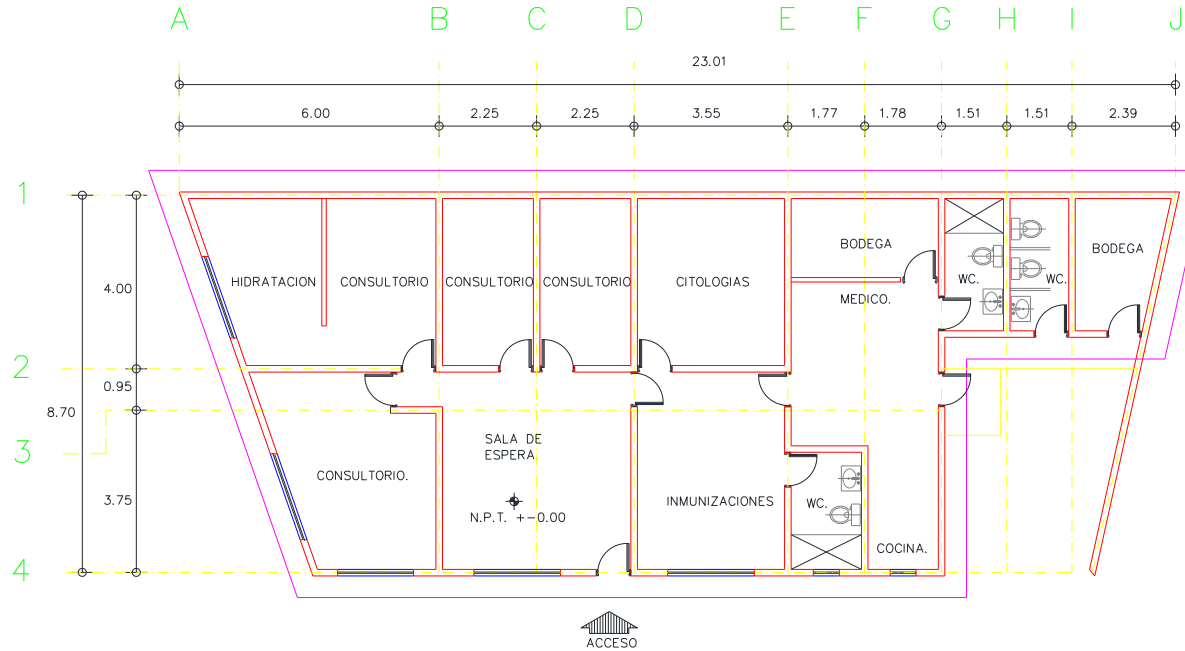 A B C D E F G H I J
23.01
6.00 2.25 2.25 3.55 1.77 1.78 1.51 1.51 2.39
1
BODEGA BODEGA
HIDRATACION CONSULTORIO CONSULTORIO CONSULTORIO CITOLOGIAS WC. WC.
4.00
MEDICO.
2
0.95
8.70
3
SALA DE
ESPERA
CONSULTORIO.
3.75
INMUNIZACIONES WC.
N.P.T. +-0.00
COCINA.
4
ACCESO